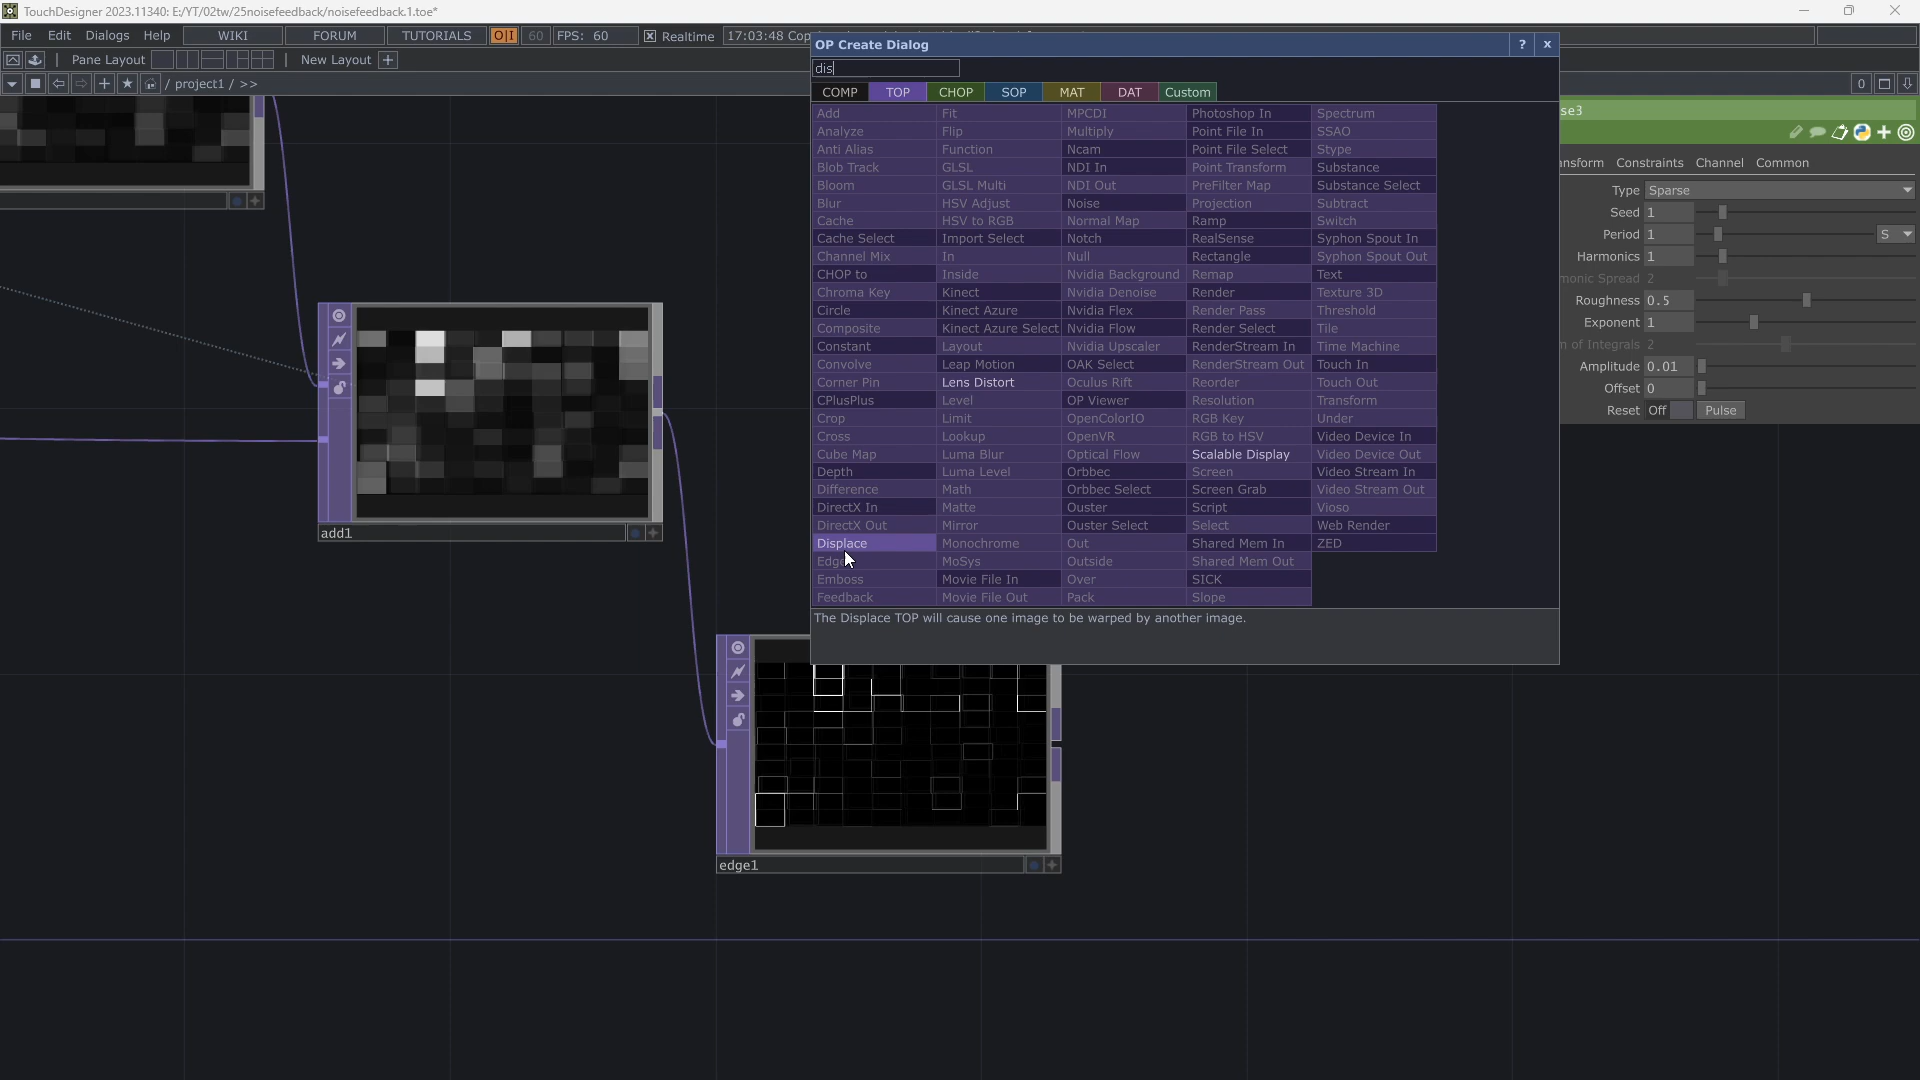 TouchDesigner 2023.11340: E:/YT/02tw/25noisefeedback/noisefeedback.1.toe*
File Edit Dialogs Help WIKI FORUM TUTORIALS O|I 60 FPS: 60 Realtime 17:03:48 Cop
Pane Layout New Layout +
/ project1 / >>
OP Create Dialog ? x
dis
COMP TOP CHOP SOP MAT DAT Custom
Add Fit MPCDI Photoshop In Spectrum
Analyze Flip Multiply Point File In SSAO
Anti Alias Function Ncam Point File Select Stype
Blob Track GLSL NDI In Point Transform Substance
Bloom GLSL Multi NDI Out PreFilter Map Substance Select
Blur HSV Adjust Noise Projection Subtract
Cache HSV to RGB Normal Map Ramp Switch
Cache Select Import Select Notch RealSense Syphon Spout In
Channel Mix In Null Rectangle Syphon Spout Out
CHOP to Inside Nvidia Background Remap Text
Chroma Key Kinect Nvidia Denoise Render Texture 3D
Circle Kinect Azure Nvidia Flex Render Pass Threshold
Composite Kinect Azure Select Nvidia Flow Render Select Tile
Constant Layout Nvidia Upscaler RenderStream In Time Machine
Convolve Leap Motion OAK Select RenderStream Out Touch In
Corner Pin Lens Distort Oculus Rift Reorder Touch Out
CPlusPlus Level OP Viewer Resolution Transform
Crop Limit OpenColorIO RGB Key Under
Cross Lookup OpenVR RGB to HSV Video Device In
Cube Map Luma Blur Optical Flow Scalable Display Video Device Out
Depth Luma Level Orbbec Screen Video Stream In
Difference Math Orbbec Select Screen Grab Video Stream Out
DirectX In Matte Ouster Script Vioso
DirectX Out Mirror Ouster Select Select Web Render
Displace Monochrome Out Shared Mem In ZED
Edge MoSys Outside Shared Mem Out
Emboss Movie File In Over SICK
Feedback Movie File Out Pack Slope
The Displace TOP will cause one image to be warped by another image.
add1
edge1
0
se3
nsform Constraints Channel Common
Type Sparse
Seed 1
Period 1 S
Harmonics 1
monic Spread 2
Roughness 0.5
Exponent 1
m of Integrals 2
Amplitude 0.01
Offset 0
Reset Off Pulse